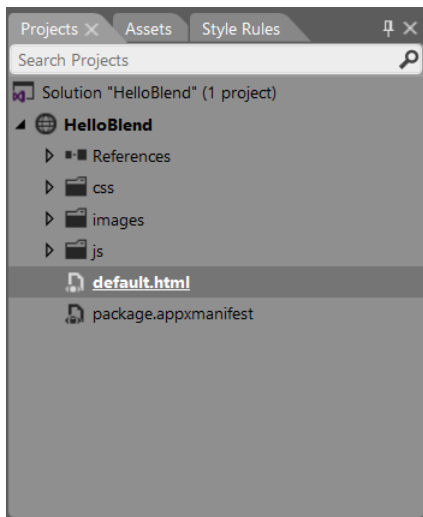 Projects Assets Style Rules
Search Projects
Solution "HelloBlend" (1 project)
HelloBlend
References
css
images
js
default.html
package.appxmanifest